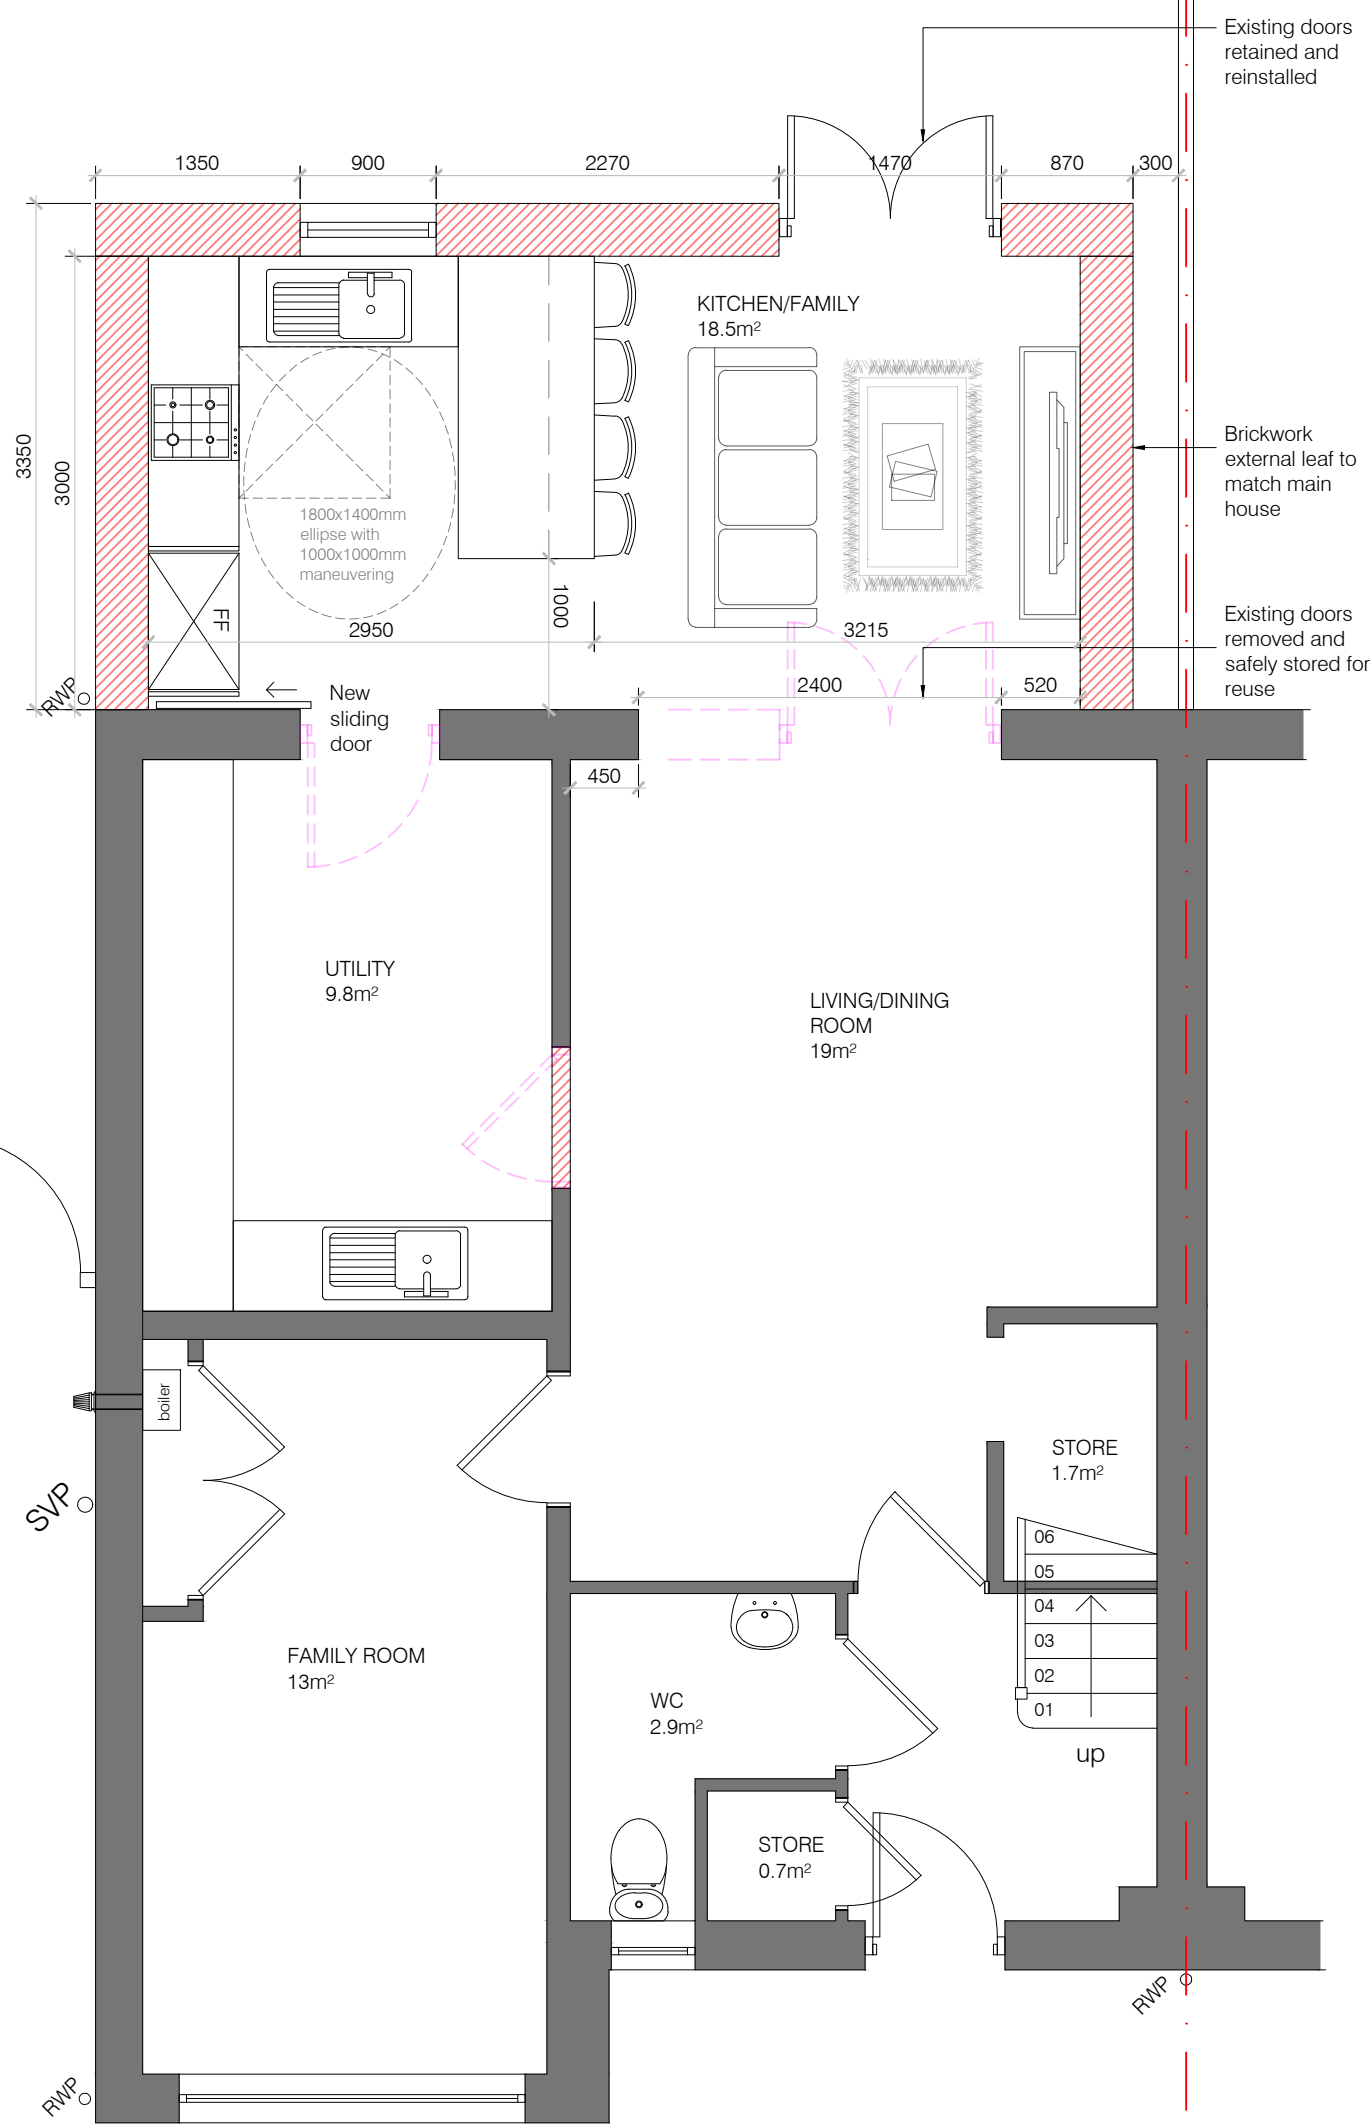 Existing doors
retained and
reinstalled
1350
900
2270
1470
870
300
KITCHEN/FAMILY
18.5m²
3350
3000
Brickwork
external leaf to
match main
house
1800x1400mm
ellipse with
1000x1000mm
maneuvering
FF
1000
2950
3215
Existing doors
removed and
safely stored for
reuse
2400
520
RWP
New
sliding
door
450
UTILITY
9.8m²
LIVING/DINING
ROOM
19m²
boiler
STORE
1.7m²
SVP
06
05
04
03
02
01
up
FAMILY ROOM
13m²
WC
2.9m²
STORE
0.7m²
RWP
RWP